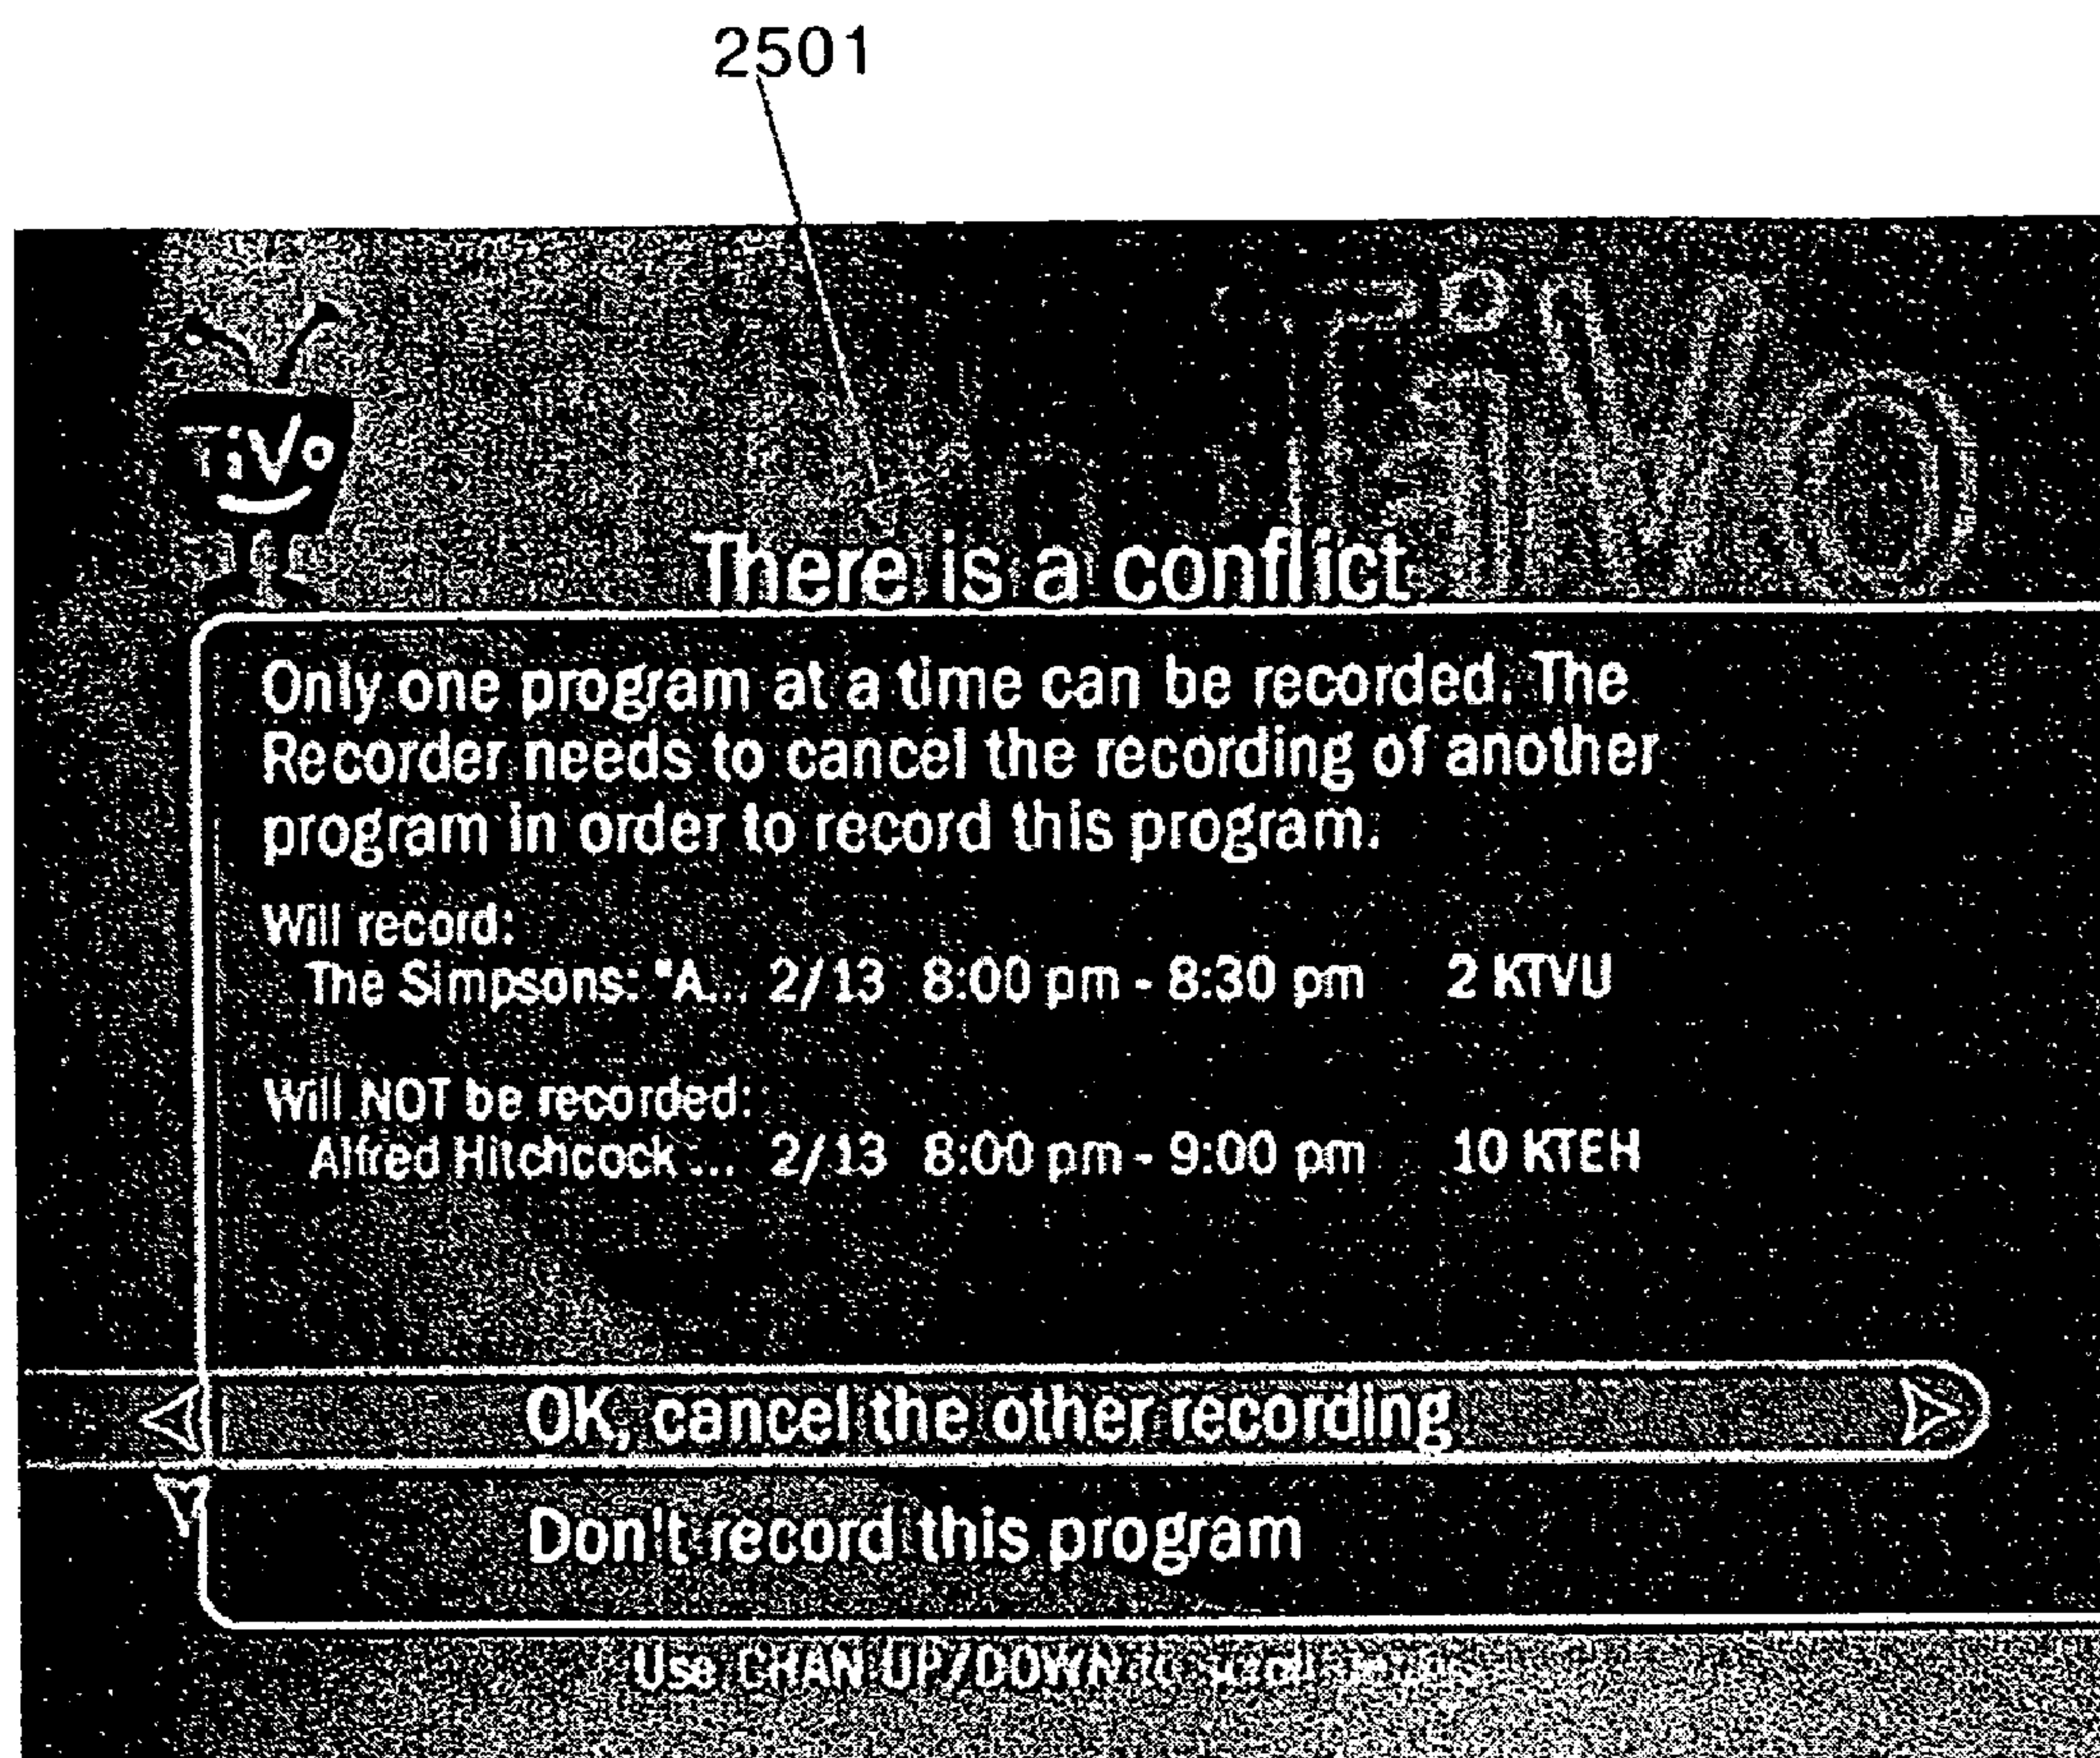 2501
TiVo
TiVo
There is a conflict
Only one program at a time can be recorded. The
Recorder needs to cancel the recording of another
program in order to record this program.
Will record:
The Simpsons: "A... 2/13 8:00 pm - 8:30 pm 2 KTVU
Will NOT be recorded:
Alfred Hitchcock ... 2/13 8:00 pm - 9:00 pm 10 KTEH
OK, cancel the other recording
Don't record this program
Use CHAN UP/DOWN